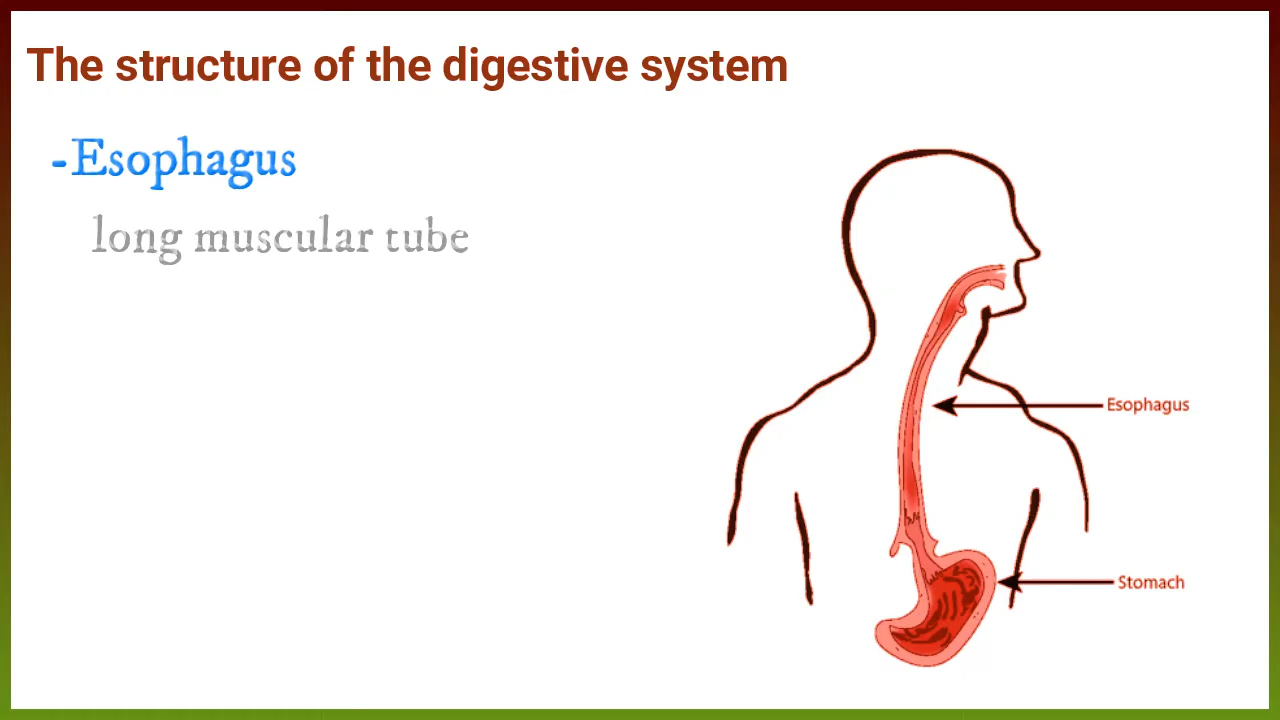 The structure of the digestive system
-Esophagus
long muscular tube
Esophagus
Stomach